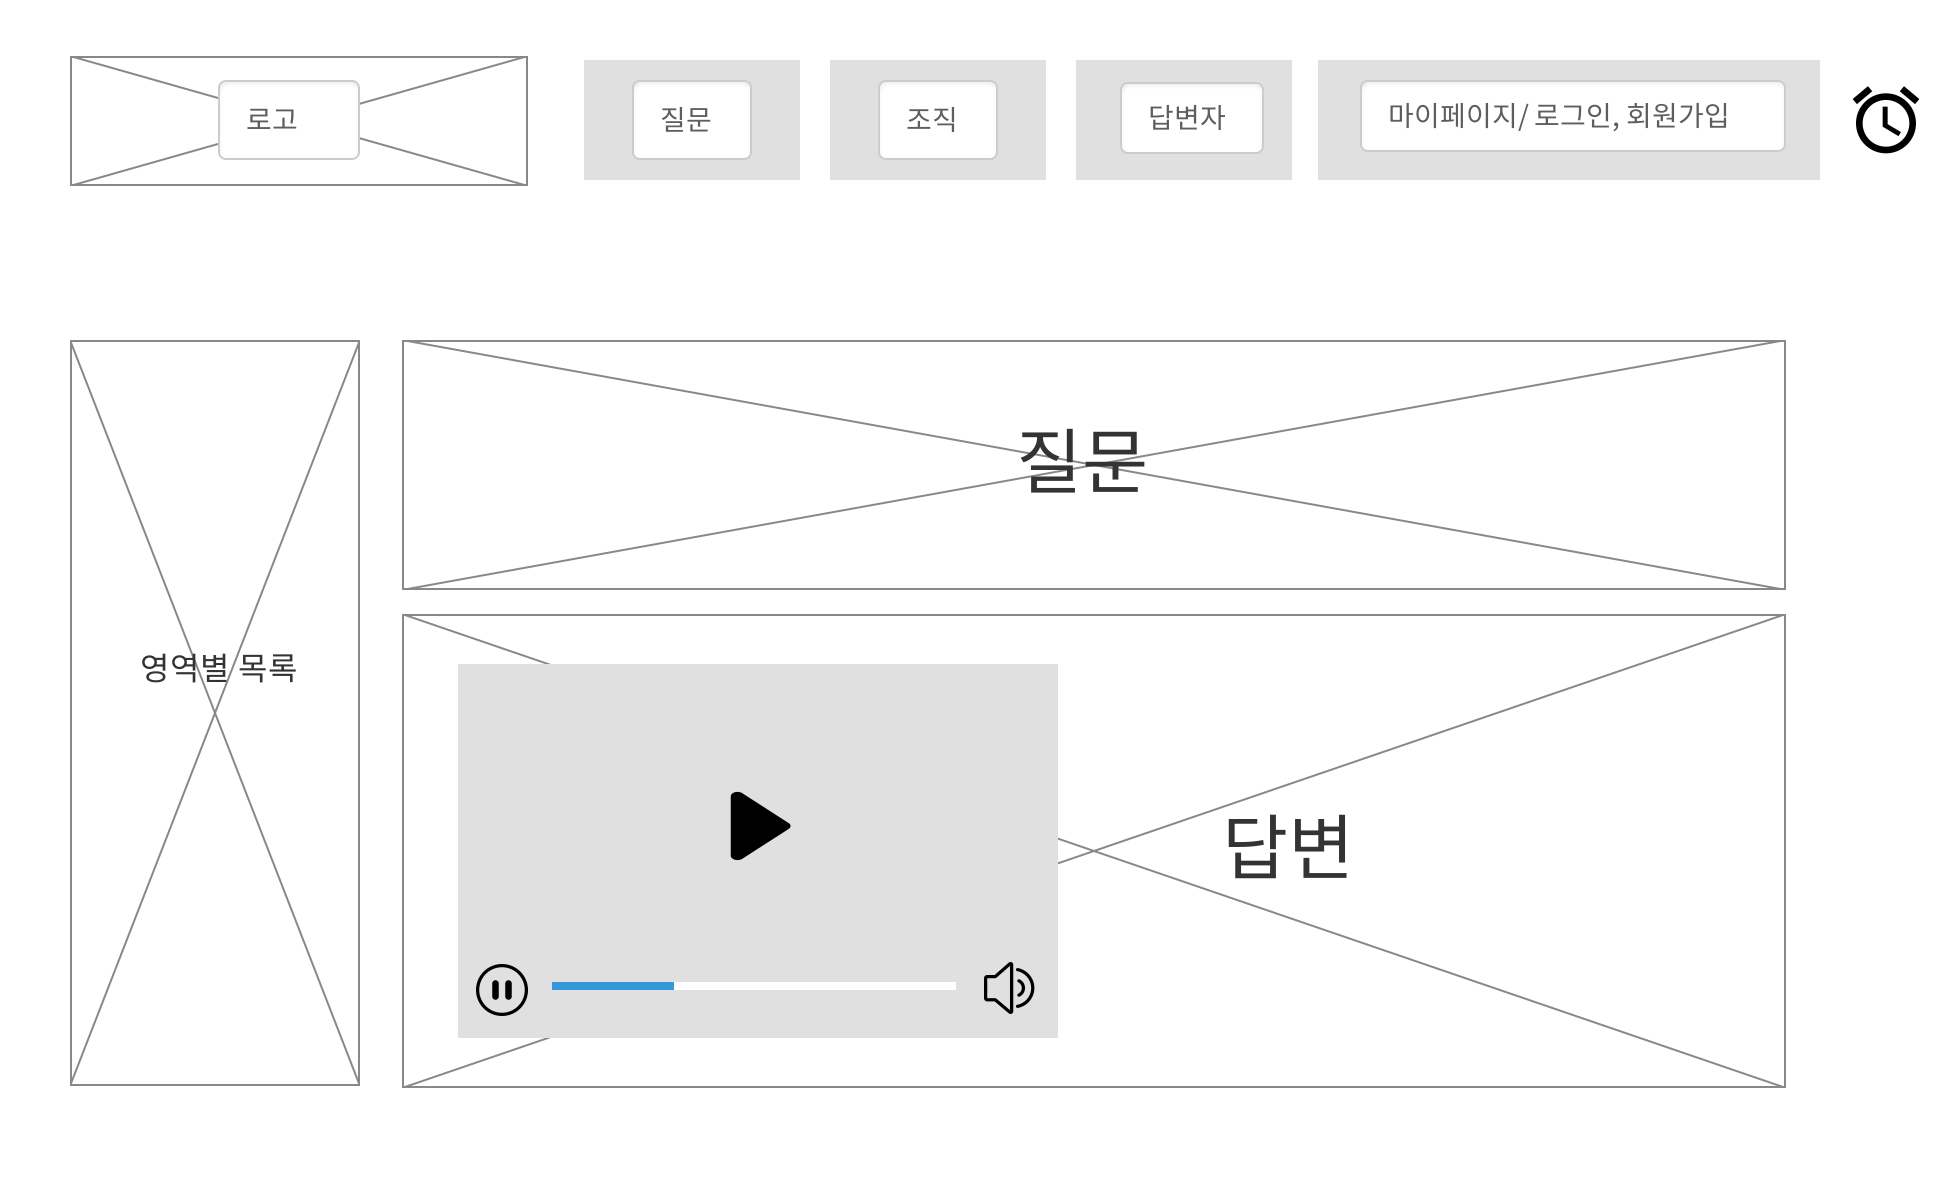 로고
질문
조직
답변자
마이페이지/ 로그인, 회원가입
질문
영역별 목록
답변